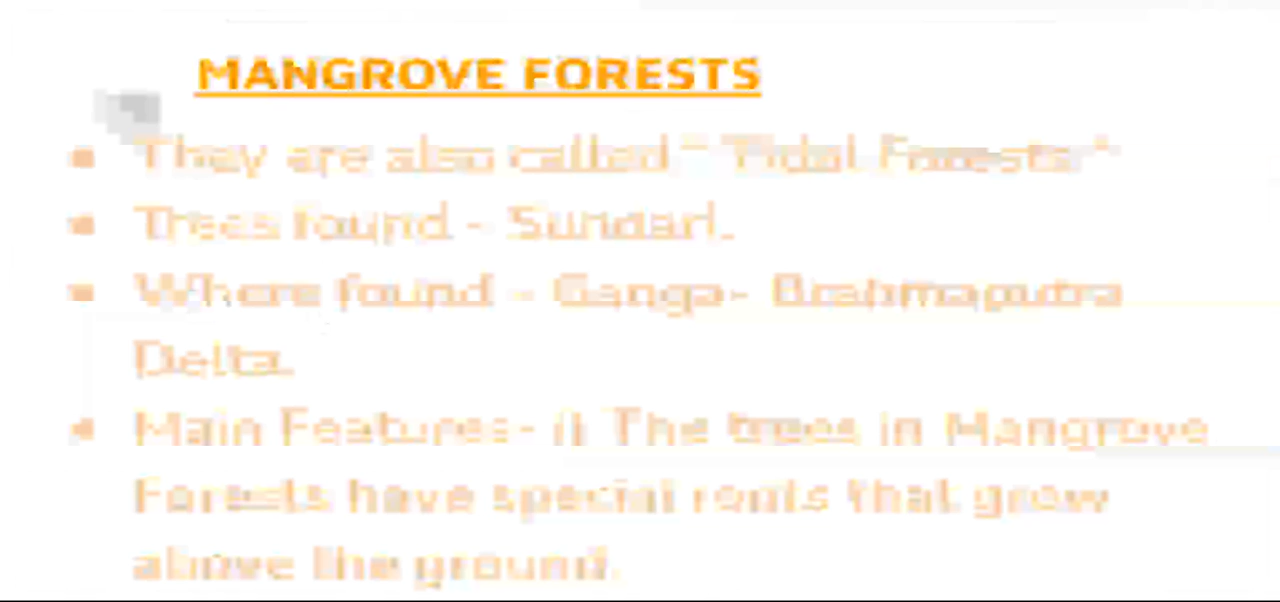 MANGROVE FORESTS
• They are also called " Tidal Forests"
• Trees found - Sundari.
• Where found - Ganga- Brahmaputra
Delta.
• Main Features- i) The trees in Mangrove
Forests have special roots that grow
above the ground.